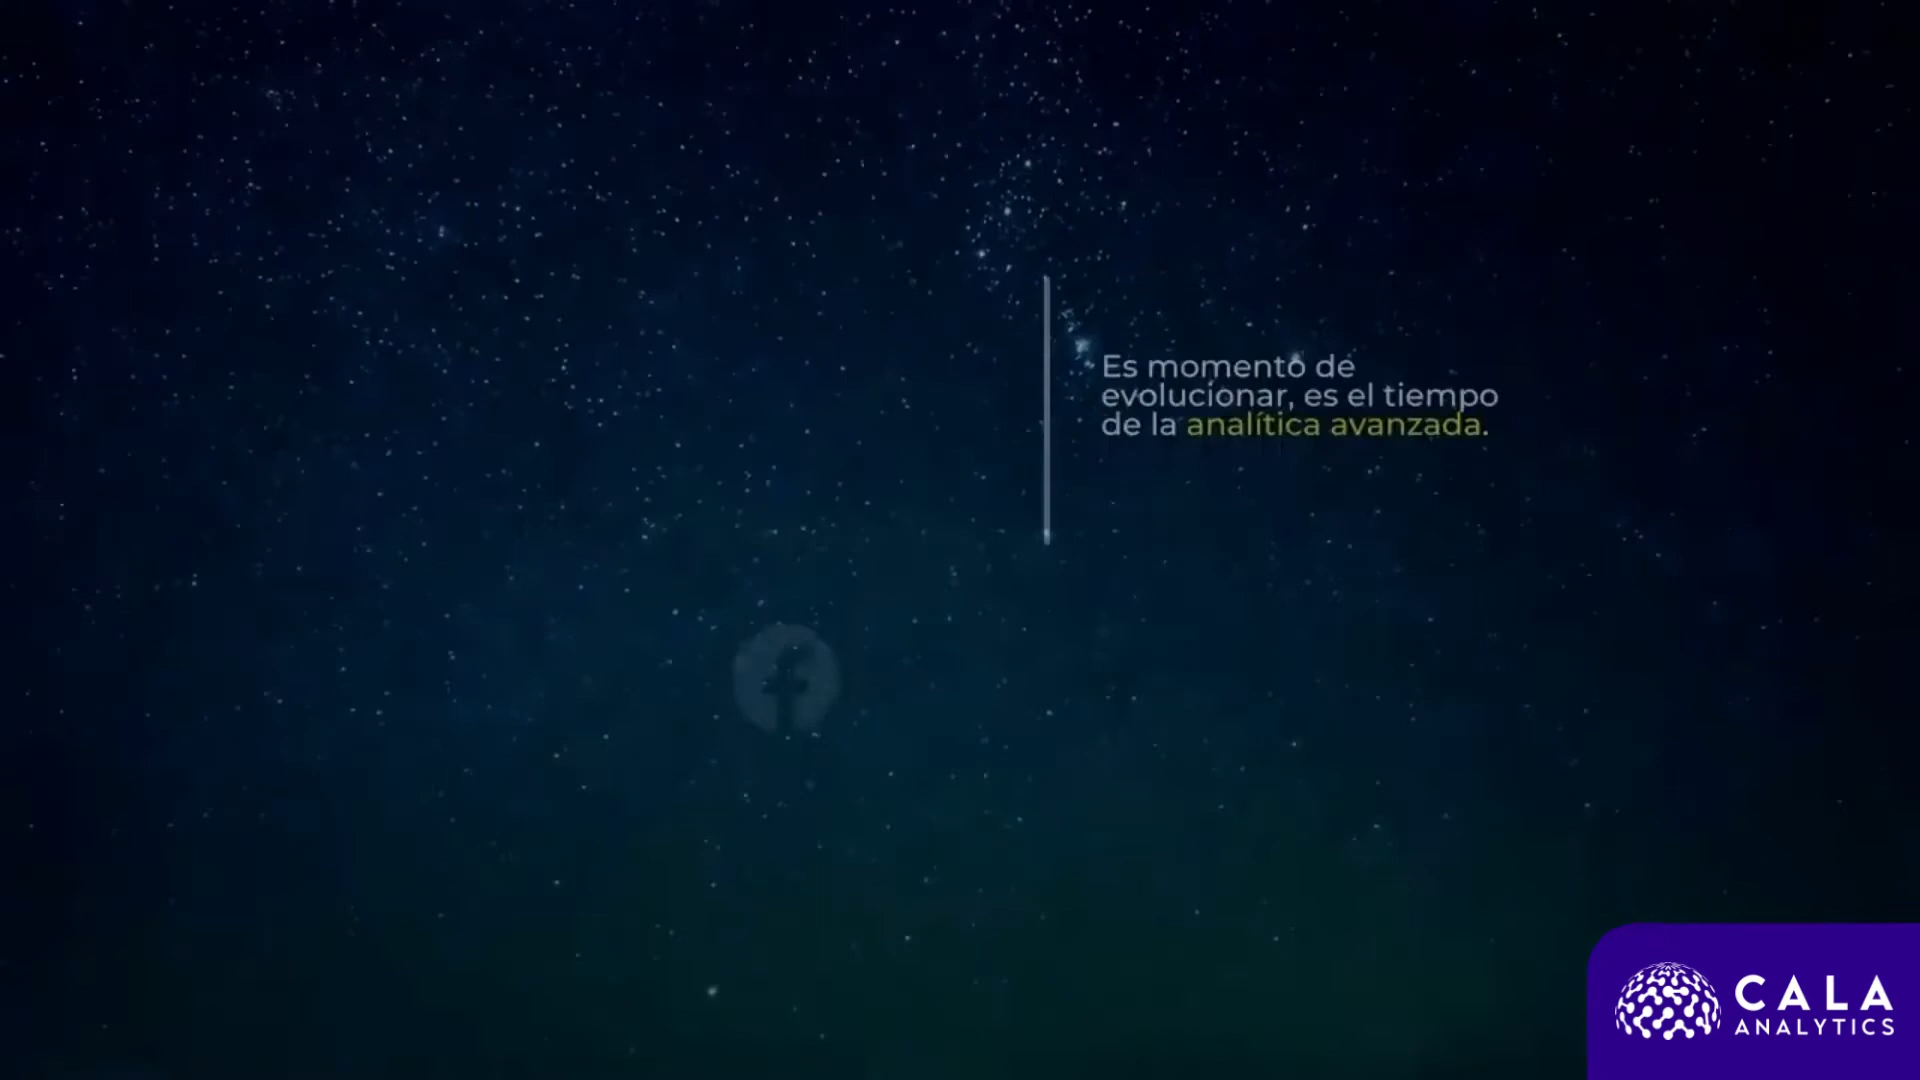 Es momento de
evolucionar, es el tiempo
de la analítica avanzada.
CALA
ANALYTICS